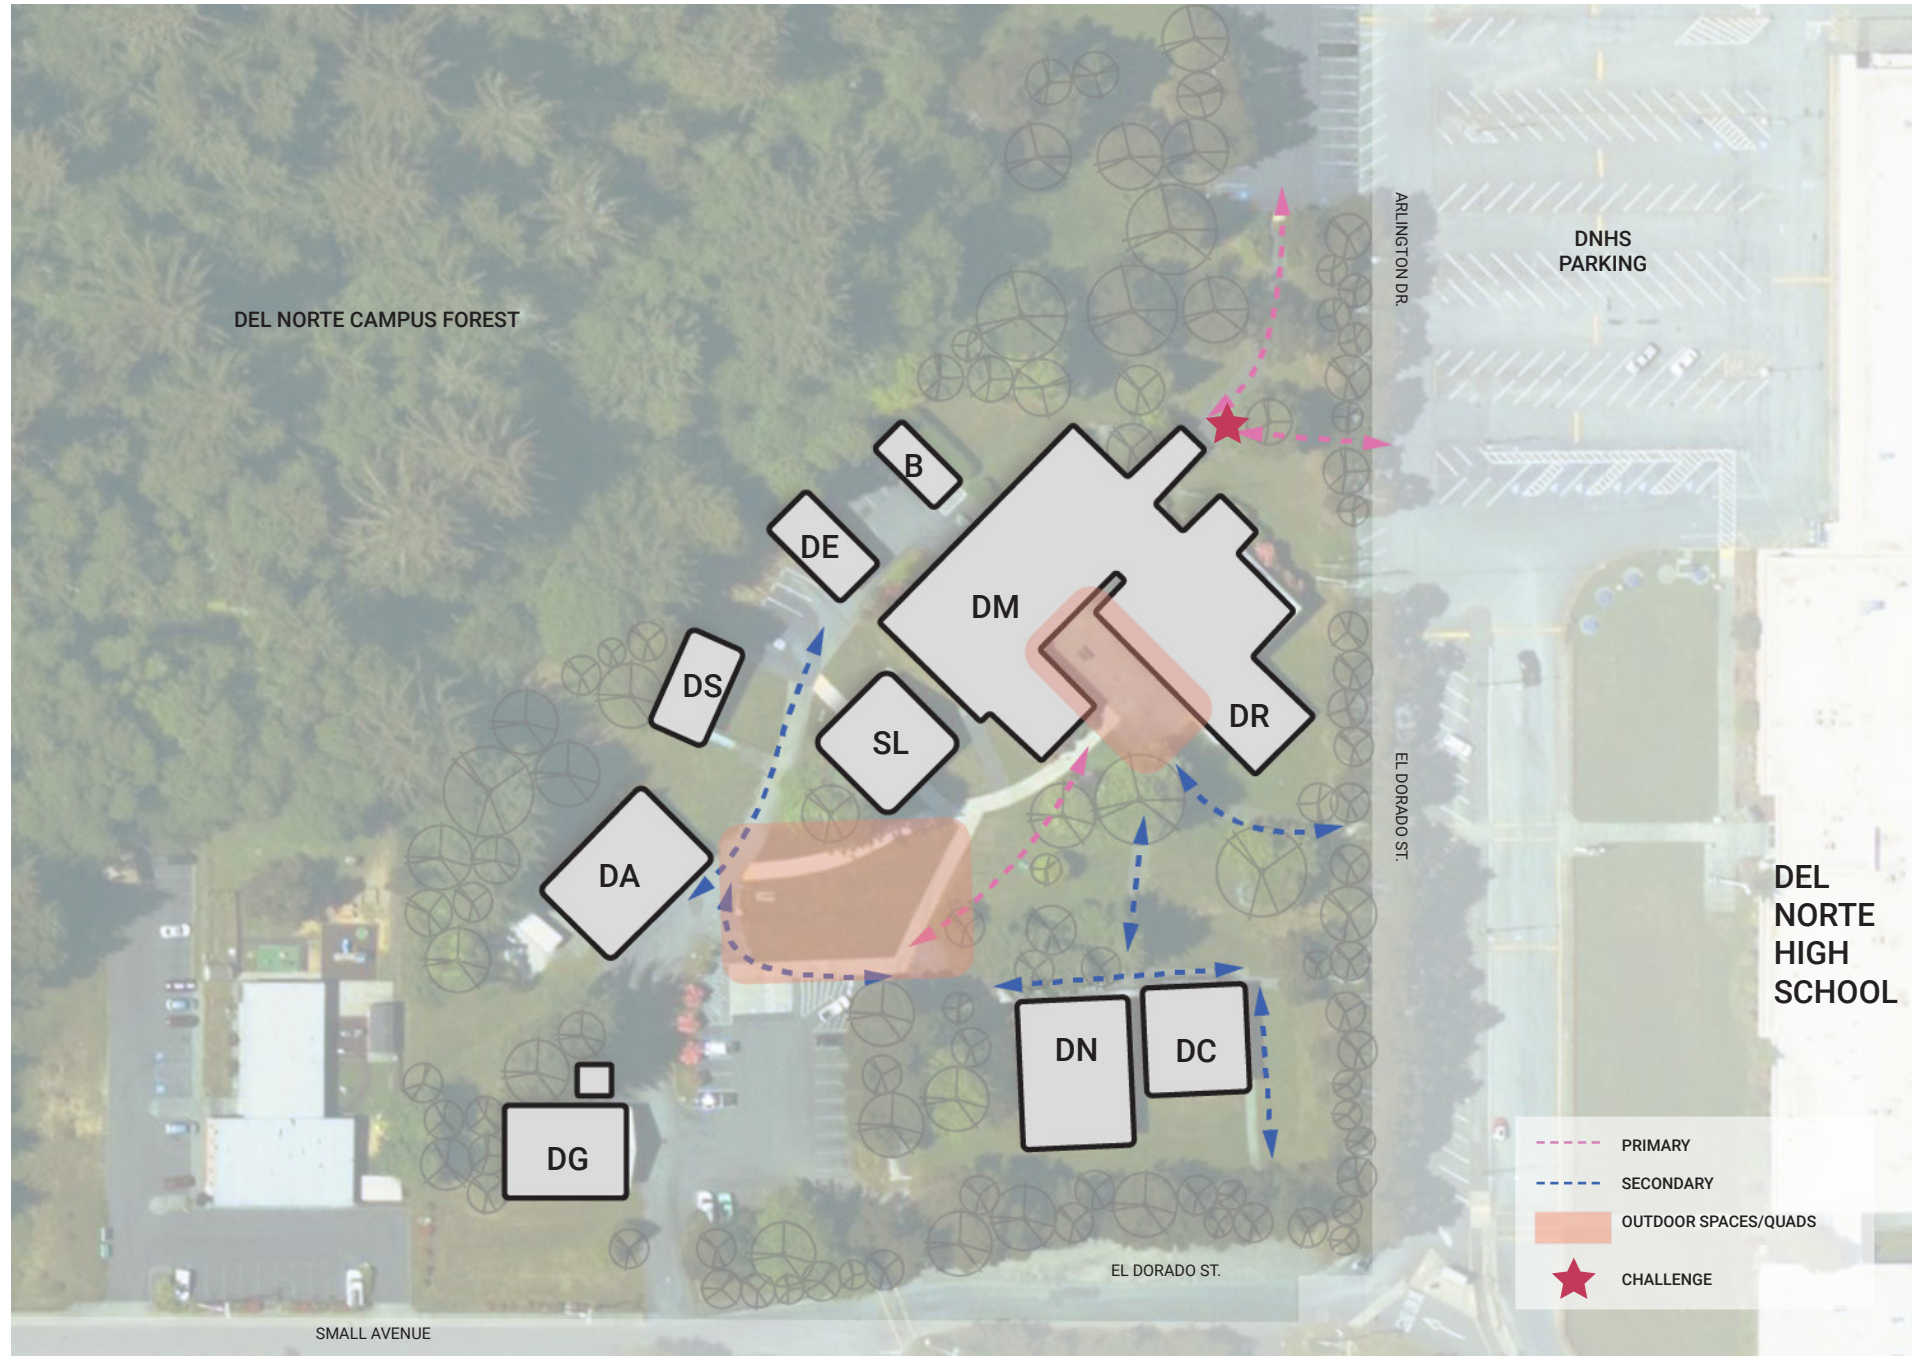 ARLINGTON DR.
DNHS
PARKING
DEL NORTE CAMPUS FOREST
B
DE
DM
DS
DR
SL
EL DORADO ST.
DA
DEL
NORTE
HIGH
SCHOOL
DN
DC
DG
PRIMARY
SECONDARY
OUTDOOR SPACES/QUADS
CHALLENGE
EL DORADO ST.
SMALL AVENUE